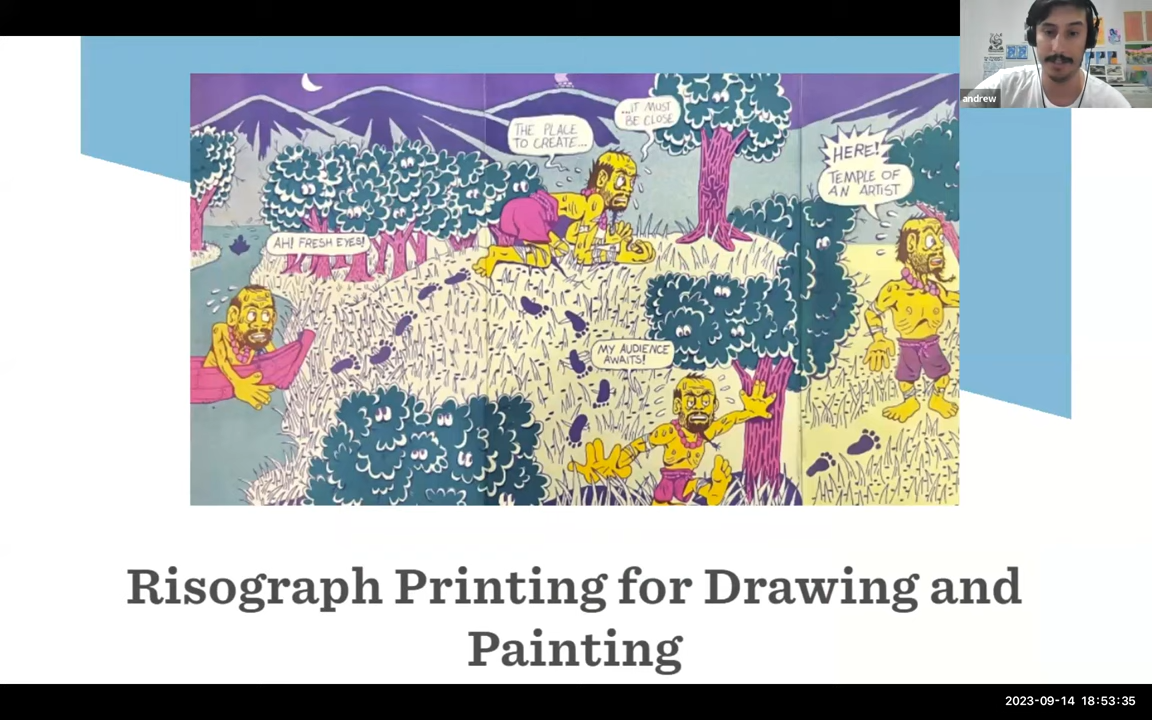 andrew
...IT MUST
BE CLOSE
THE PLACE
TO CREATE...
HERE!
TEMPLE OF
AN ARTIST
AH! FRESH EYES!
MY AUDIENCE
AWAITS!
Risograph Printing for Drawing and
Painting
2023-09-14 18:53:35